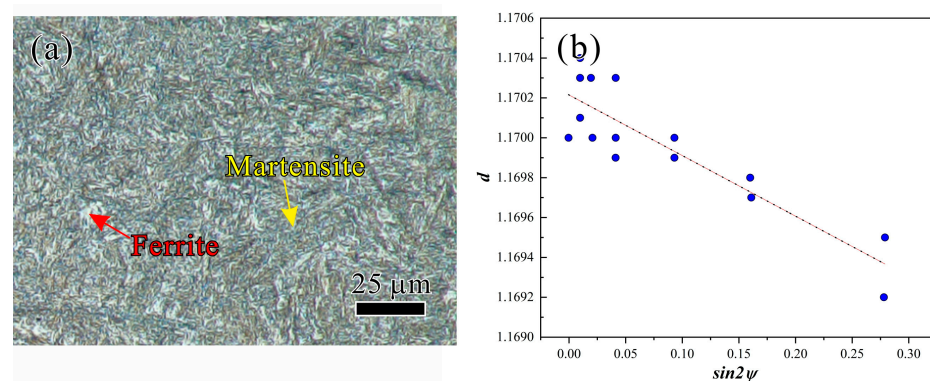 (a)
Martensite
Ferrite
25 μm
(b)
1.1706
1.1704
1.1702
1.1700
1.1698
1.1696
1.1694
1.1692
1.1690
d
0.00 0.05 0.10 0.15 0.20 0.25 0.30
sin2ψ